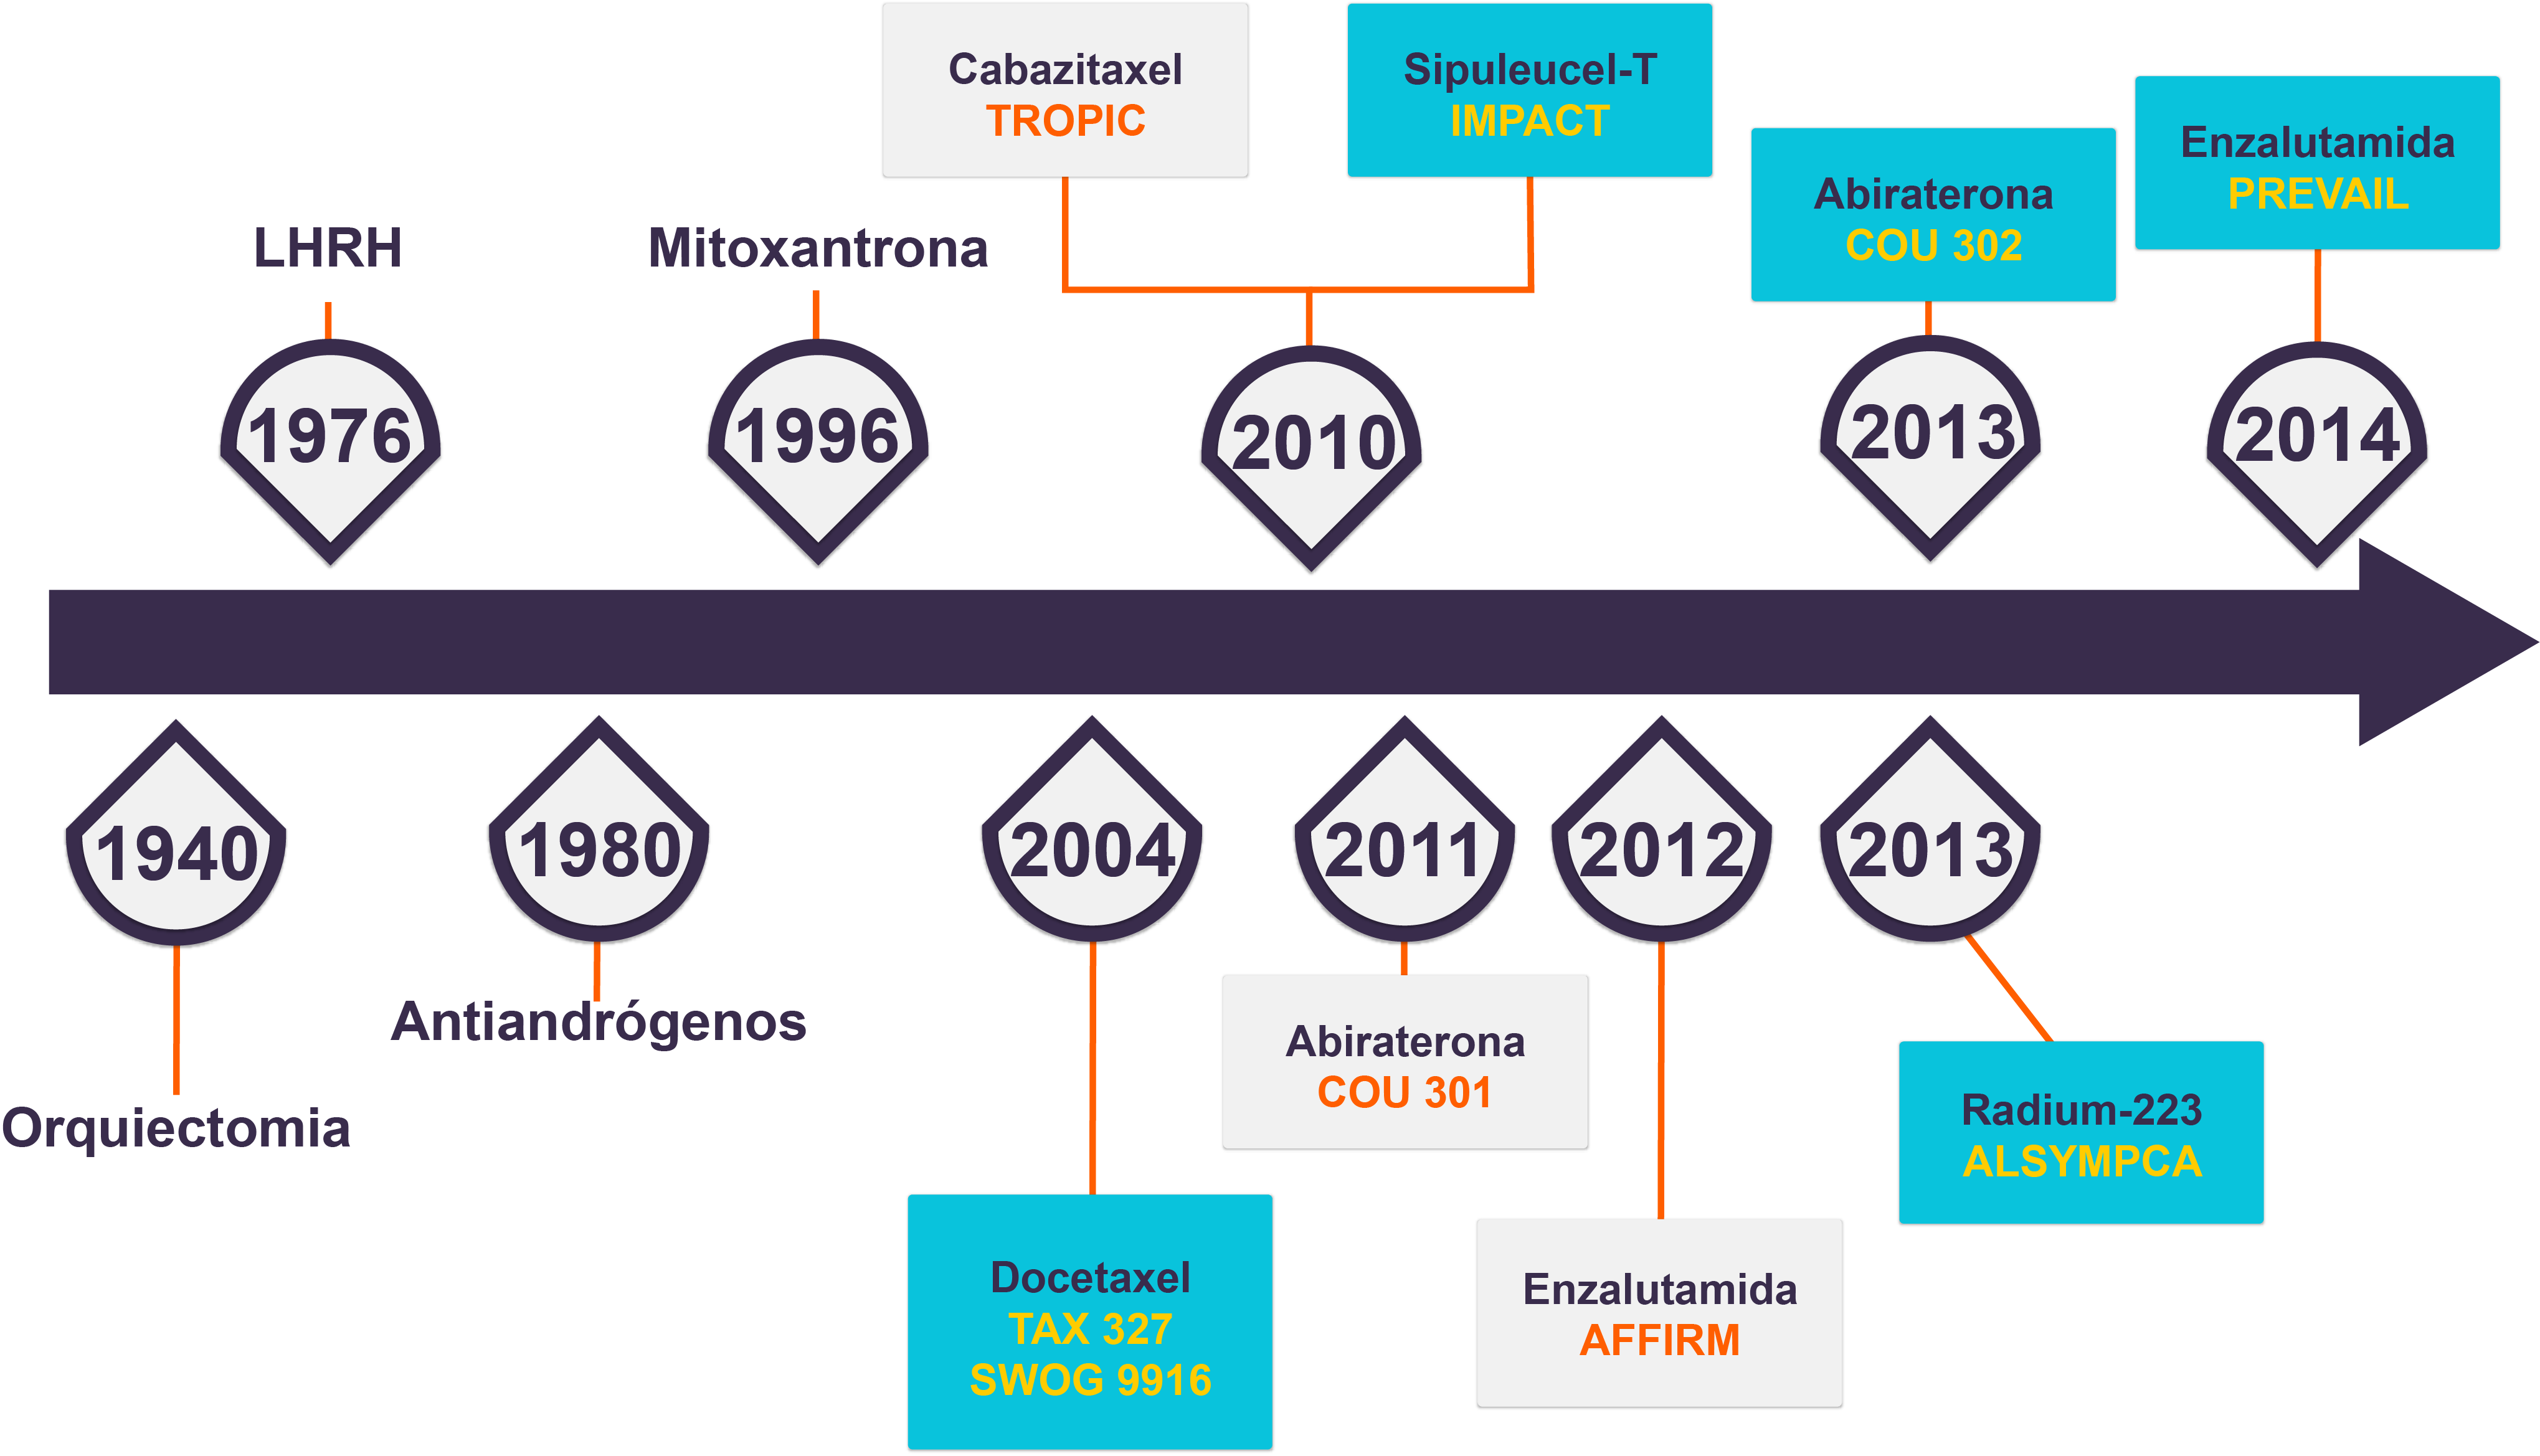 Cabazitaxel
TROPIC
Sipuleucel-T
IMPACT
Enzalutamida
PREVAIL
Abiraterona
COU 302
LHRH
Mitoxantrona
1976
1996
2010
2013
2014
1940
1980
2004
2011
2012
2013
Antiandrógenos
Orquiectomia
Abiraterona
COU 301
Radium-223
ALSYMPCA
Docetaxel
TAX 327
SWOG 9916
Enzalutamida
AFFIRM